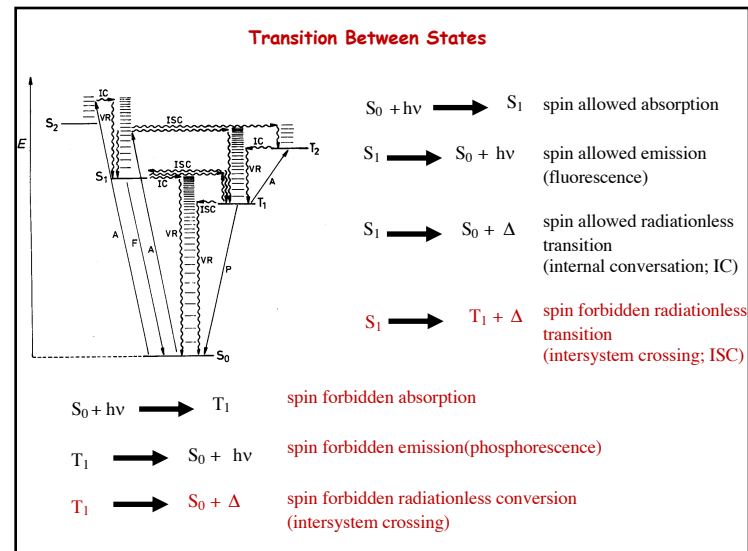 Transition Between States
E
IC
VR
S2
ISC
IC
T2
VR
A
S1
ISC
IC
ISC
T1
A
F
A
VR
VR
P
S0
S0 + hν → S1 spin allowed absorption
S1 → S0 + hν spin allowed emission
(fluorescence)
S1 → S0 + Δ spin allowed radiationless
transition
(internal conversation; IC)
S1 → T1 + Δ spin forbidden radiationless
transition
(intersystem crossing; ISC)
S0 + hν → T1 spin forbidden absorption
T1 → S0 + hν spin forbidden emission(phosphorescence)
T1 → S0 + Δ spin forbidden radiationless conversion
(intersystem crossing)